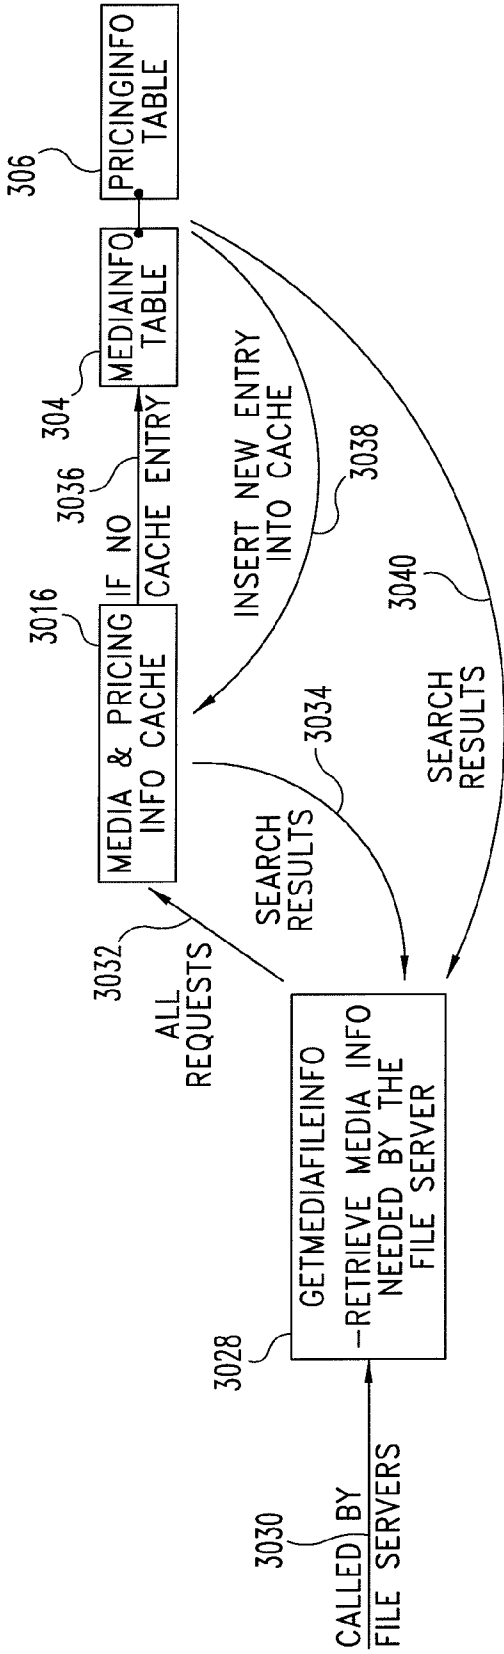 CALLED BY
FILE SERVERS
3030
3028
GETMEDIAFILEINFO
–RETRIEVE MEDIA INFO
NEEDED BY THE
FILE SERVER
ALL
REQUESTS
3032
3016
MEDIA & PRICING
INFO CACHE
SEARCH
RESULTS
3034
IF NO
CACHE ENTRY
3036
304
MEDIAINFO
TABLE
306
PRICINGINFO
TABLE
INSERT NEW ENTRY
INTO CACHE
3038
SEARCH
RESULTS
3040